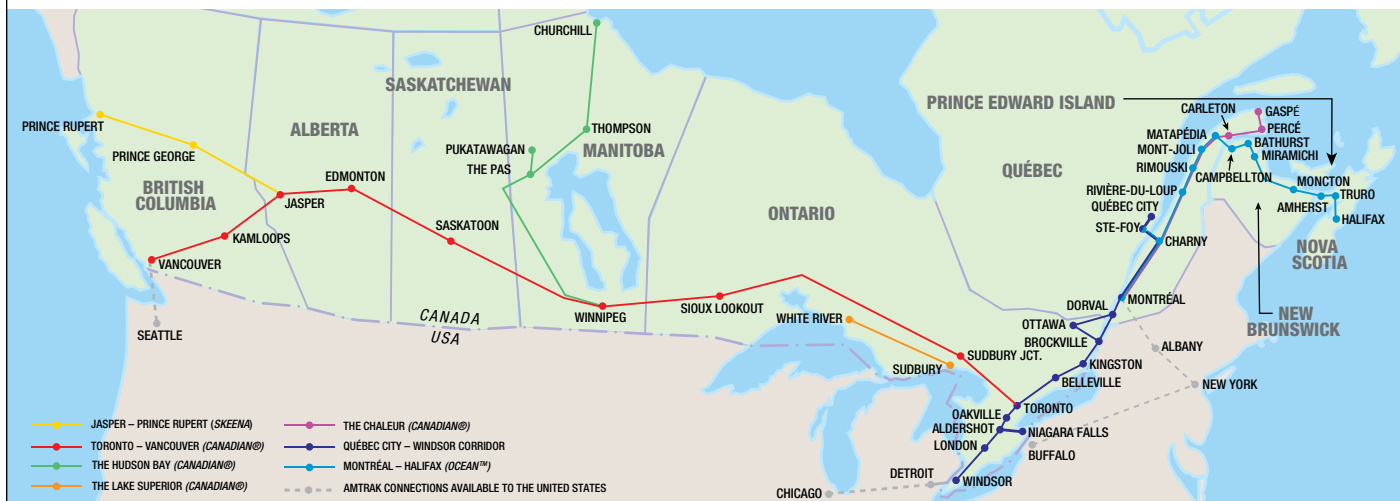 CHURCHILL
SASKATCHEWAN
PRINCE EDWARD ISLAND
CARLETON
GASPÉ
PRINCE RUPERT
ALBERTA
THOMPSON
MATAPÉDIA
PERCÉ
PRINCE GEORGE
PUKATAWAGAN
MANITOBA
MONT-JOLI
BATHURST
MIRAMICHI
THE PAS
QUÉBEC
RIMOUSKI
CAMPBELLTON
BRITISH
COLUMBIA
EDMONTON
JASPER
RIVIÈRE-DU-LOUP
MONCTON
TRURO
QUÉBEC CITY
AMHERST
ONTARIO
SASKATOON
STE-FOY
HALIFAX
KAMLOOPS
CHARNY
NOVA
SCOTIA
VANCOUVER
DORVAL
MONTRÉAL
CANADA
USA
WINNIPEG
SIOUX LOOKOUT
WHITE RIVER
OTTAWA
NEW
BRUNSWICK
SEATTLE
BROCKVILLE
ALBANY
SUDBURY JCT.
SUDBURY
KINGSTON
BELLEVILLE
NEW YORK
TORONTO
OAKVILLE
ALDERSHOT
NIAGARA FALLS
LONDON
BUFFALO
DETROIT
WINDSOR
CHICAGO
JASPER – PRINCE RUPERT (SKEENA)
TORONTO – VANCOUVER (CANADIAN®)
THE HUDSON BAY (CANADIAN®)
THE LAKE SUPERIOR (CANADIAN®)
THE CHALEUR (CANADIAN®)
QUÉBEC CITY – WINDSOR CORRIDOR
MONTRÉAL – HALIFAX (OCEAN™)
AMTRAK CONNECTIONS AVAILABLE TO THE UNITED STATES